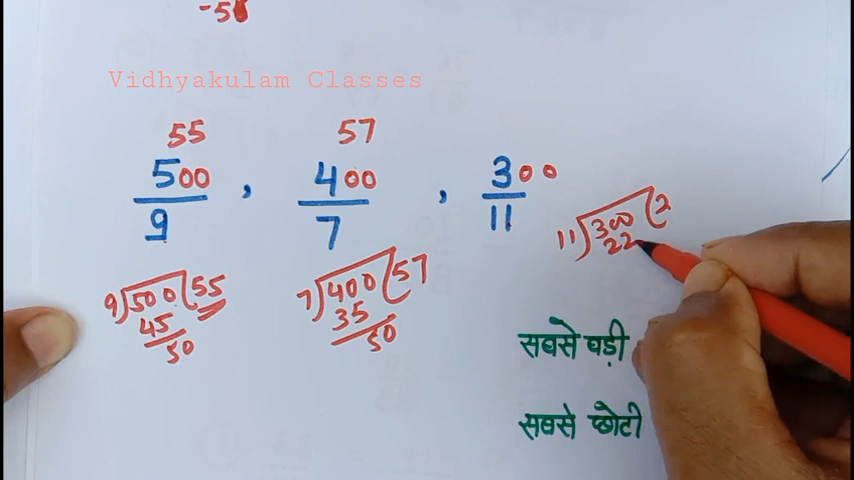 -5
Vidhyakulam Classes
55 57
500 , 400 , 300
9 7 11
11)300(2
22
9)500(55
45
50
7)400(57
35
50
सबसे बड़ी
सबसे छोटी